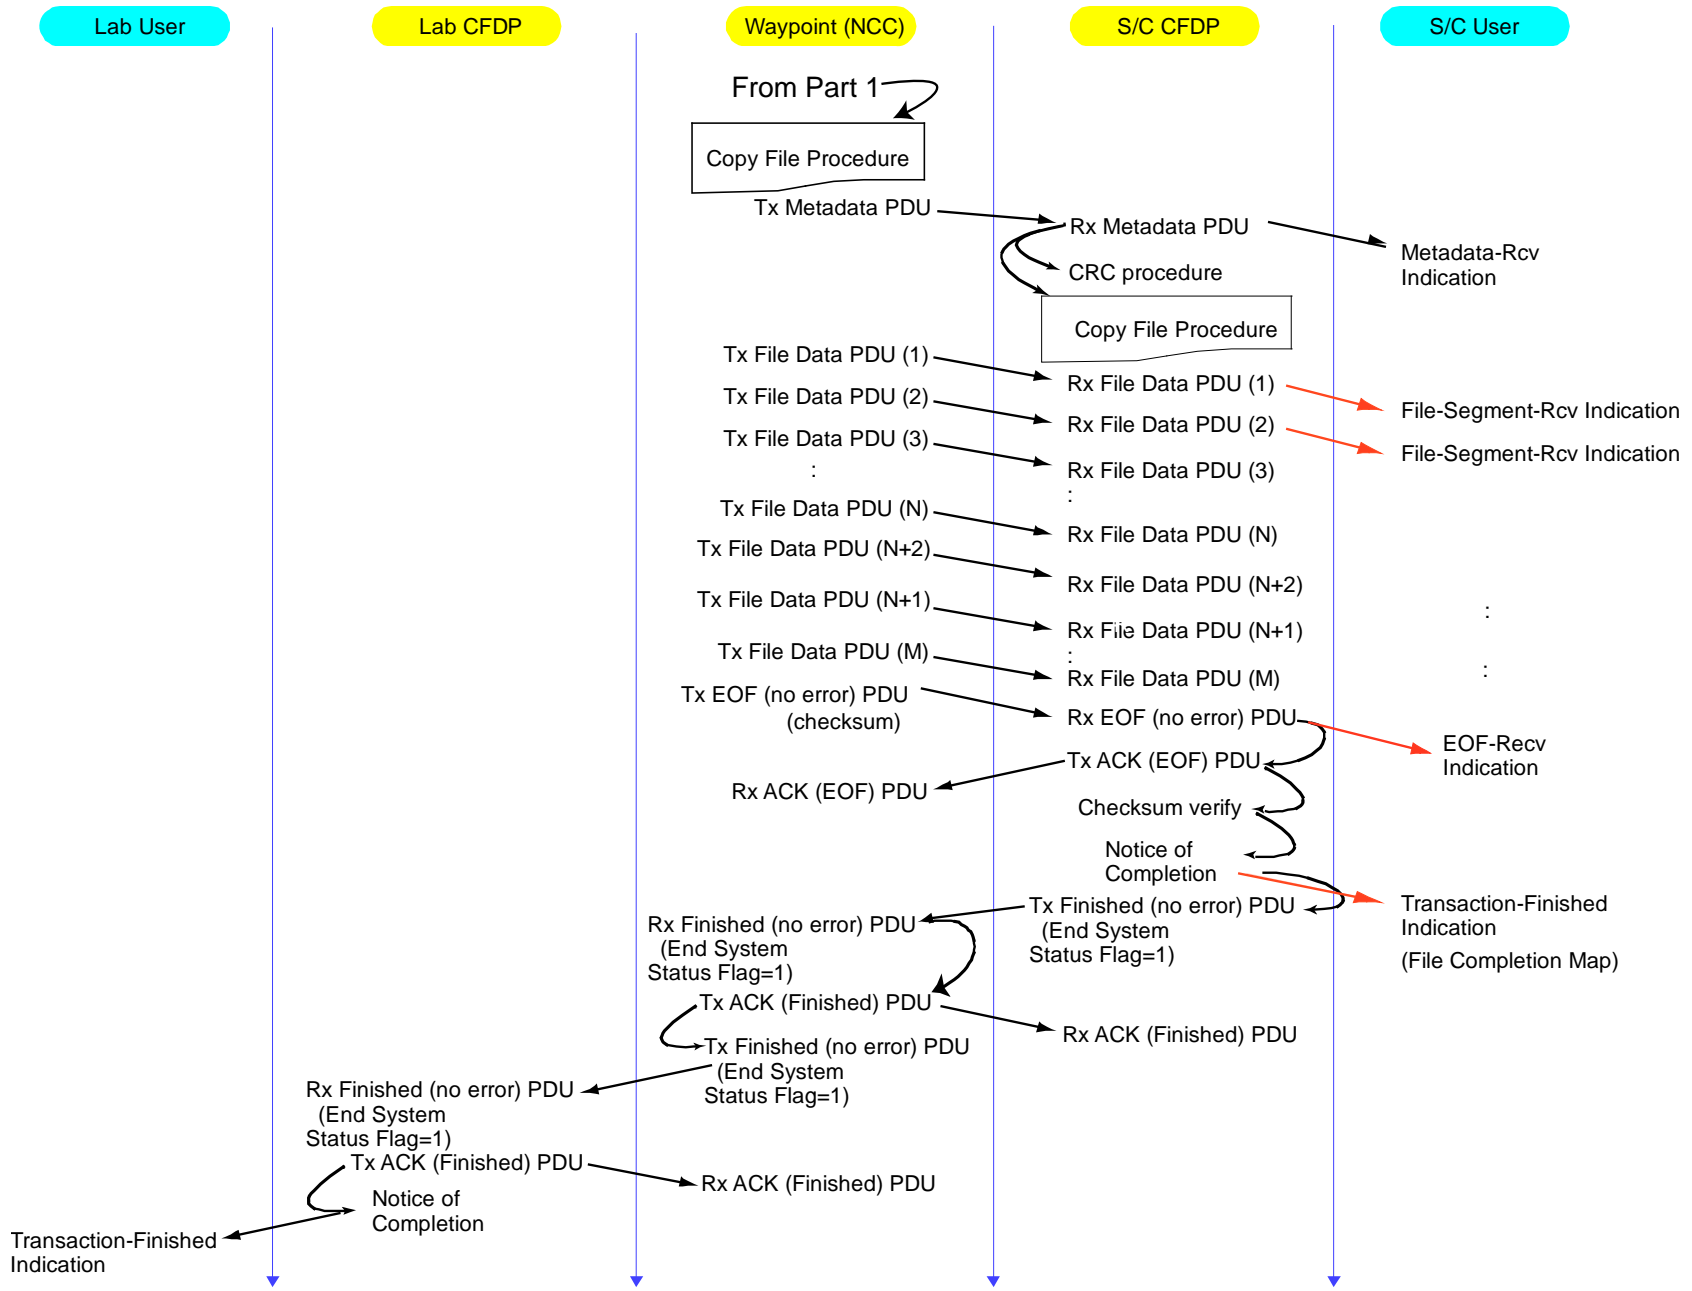 Lab User
Lab CFDP
Waypoint (NCC)
S/C CFDP
S/C User
From Part 1
Copy File Procedure
Tx Metadata PDU
Rx Metadata PDU
Metadata-Rcv
Indication
CRC procedure
Copy File Procedure
Tx File Data PDU (1)
Rx File Data PDU (1)
File-Segment-Rcv Indication
Tx File Data PDU (2)
Rx File Data PDU (2)
File-Segment-Rcv Indication
Tx File Data PDU (3)
Rx File Data PDU (3)
:
:
Tx File Data PDU (N)
Rx File Data PDU (N)
Tx File Data PDU (N+2)
Rx File Data PDU (N+2)
Tx File Data PDU (N+1)
Rx File Data PDU (N+1)
:
:
Tx File Data PDU (M)
Rx File Data PDU (M)
:
Tx EOF (no error) PDU
(checksum)
Rx EOF (no error) PDU
EOF-Recv
Indication
Tx ACK (EOF) PDU
Rx ACK (EOF) PDU
Checksum verify
Notice of
Completion
Transaction-Finished
Indication
(File Completion Map)
Tx Finished (no error) PDU
(End System
Status Flag=1)
Rx Finished (no error) PDU
(End System
Status Flag=1)
Tx ACK (Finished) PDU
Rx ACK (Finished) PDU
Tx Finished (no error) PDU
(End System
Status Flag=1)
Rx Finished (no error) PDU
(End System
Status Flag=1)
Tx ACK (Finished) PDU
Rx ACK (Finished) PDU
Notice of
Completion
Transaction-Finished
Indication